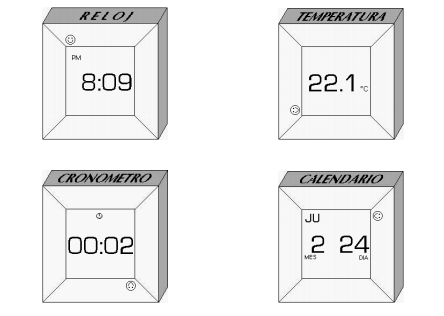 RELOJ
PM
8:09
TEMPERATURA
22.1 °C
CRONOMETRO
00:02
CALENDARIO
JU
2 24
MES DIA